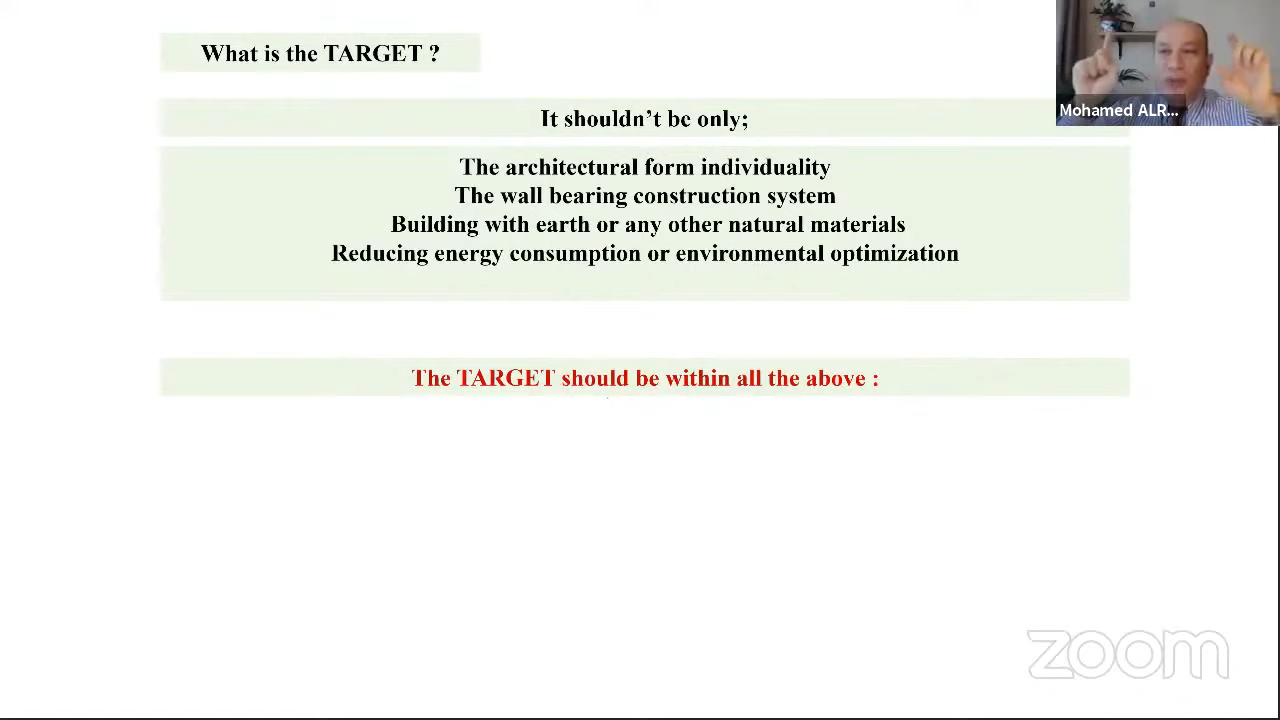 What is the TARGET ?
Mohamed ALR...
It shouldn't be only;
The architectural form individuality
The wall bearing construction system
Building with earth or any other natural materials
Reducing energy consumption or environmental optimization
The TARGET should be within all the above :
zoom